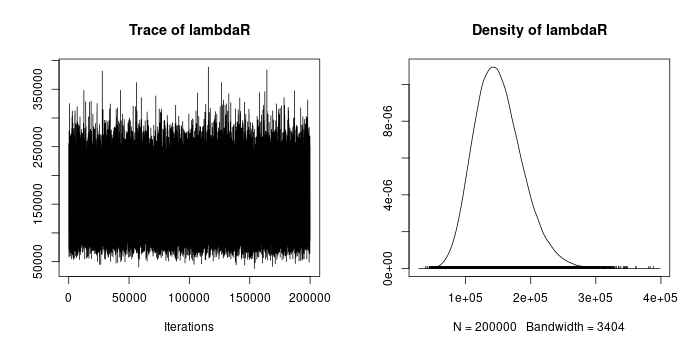 Trace of lambdaR
350000
250000
150000
50000
0
50000
100000
150000
200000
Iterations
Density of lambdaR
8e-06
4e-06
0e+00
1e+05
2e+05
3e+05
4e+05
N = 200000 Bandwidth = 3404